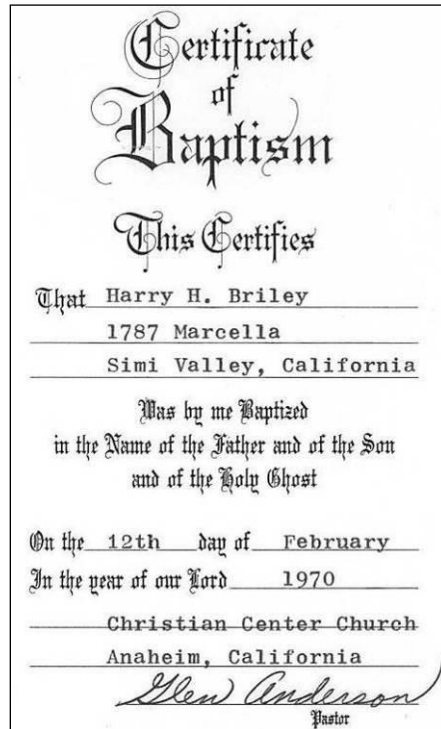 Certificate
of
Baptism
This Certifies
That Harry H. Briley
1787 Marcella
Simi Valley, California
Was by me Baptized
in the Name of the Father and of the Son
and of the Holy Ghost
On the 12th day of February
In the year of our Lord 1970
Christian Center Church
Anaheim, California
Glen Anderson
Pastor